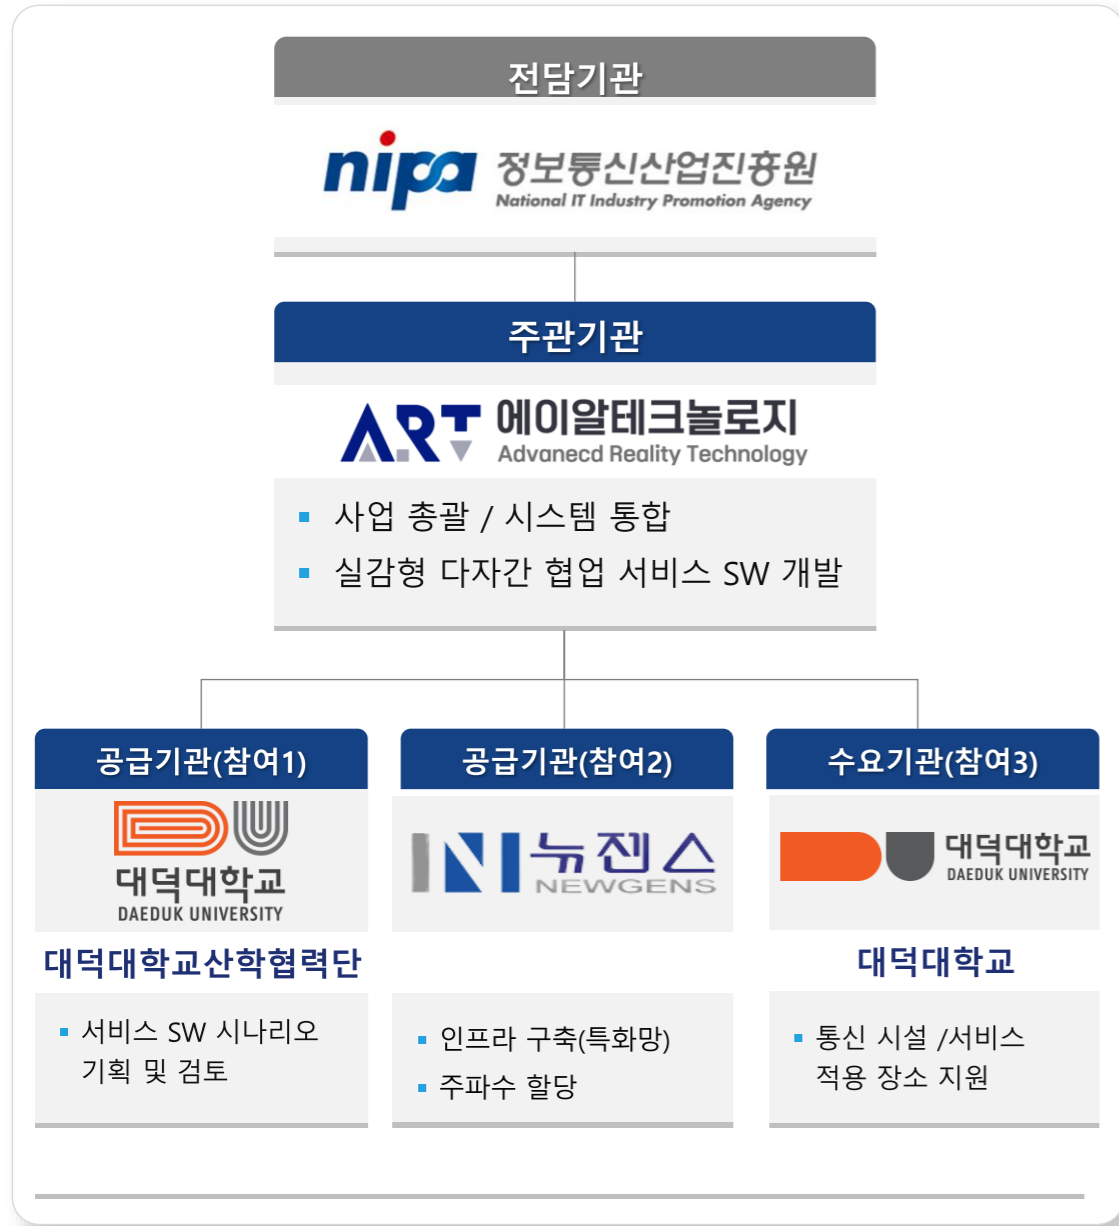 전담기관
nipa 정보통신산업진흥원
National IT Industry Promotion Agency
주관기관
ART 에이알테크놀로지
Advanecd Reality Technology
사업 총괄 / 시스템 통합
실감형 다자간 협업 서비스 SW 개발
공급기관(참여1)
DU
대덕대학교
DAEDUK UNIVERSITY
대덕대학교산학협력단
서비스 SW 시나리오
기획 및 검토
공급기관(참여2)
N 뉴젠스
NEWGENS
인프라 구축(특화망)
주파수 할당
수요기관(참여3)
DU 대덕대학교
DAEDUK UNIVERSITY
대덕대학교
통신 시설 /서비스
적용 장소 지원